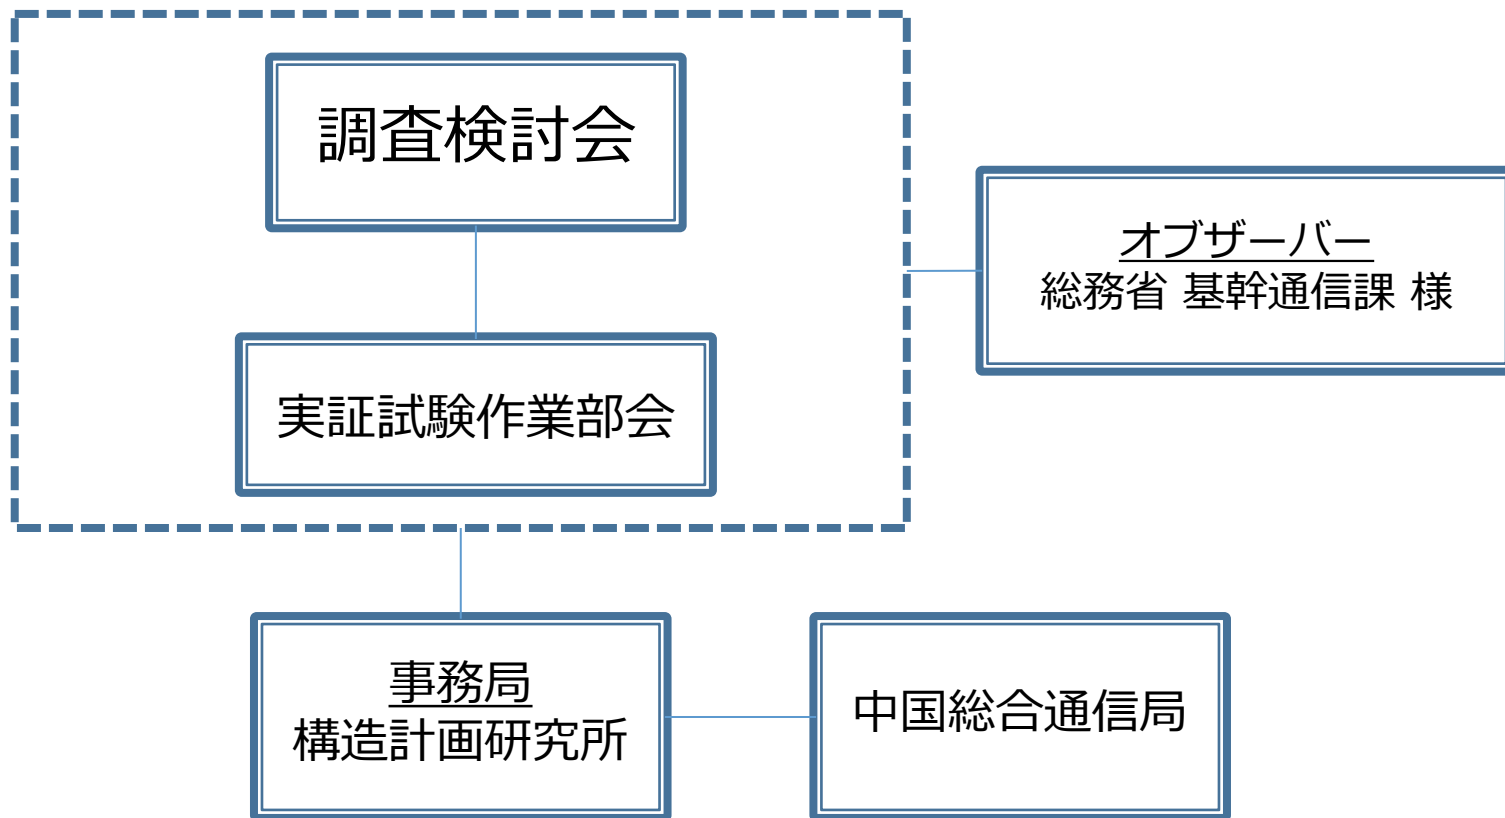 調査検討会
オブザーバー
総務省 基幹通信課 様
実証試験作業部会
事務局
構造計画研究所
中国総合通信局